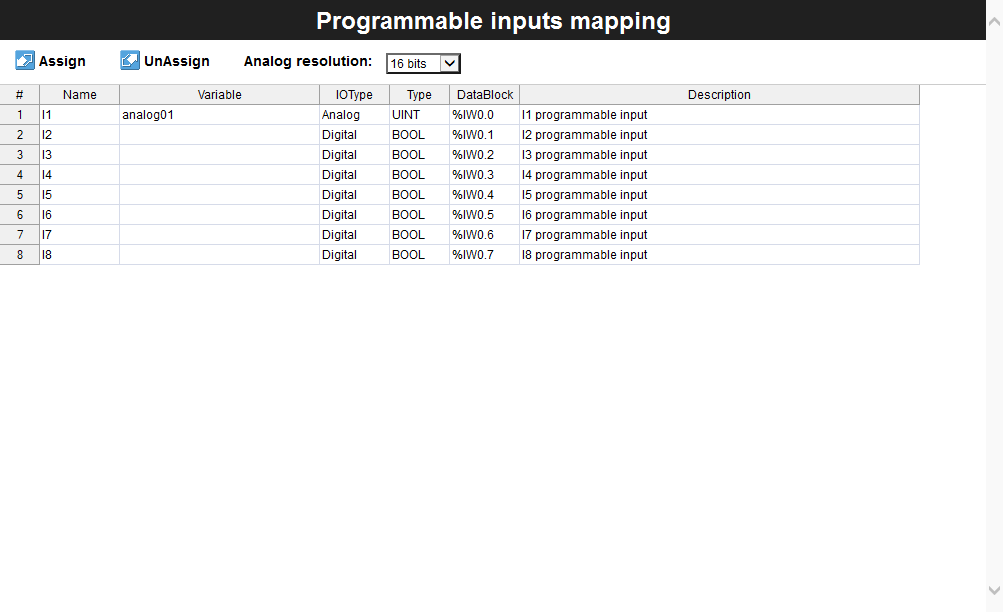 Programmable inputs mapping
Assign UnAssign Analog resolution: 16 bits
# Name Variable IOType Type DataBlock Description
1 I1 analog01 Analog UINT %IW0.0 I1 programmable input
2 I2 Digital BOOL %IW0.1 I2 programmable input
3 I3 Digital BOOL %IW0.2 I3 programmable input
4 I4 Digital BOOL %IW0.3 I4 programmable input
5 I5 Digital BOOL %IW0.4 I5 programmable input
6 I6 Digital BOOL %IW0.5 I6 programmable input
7 I7 Digital BOOL %IW0.6 I7 programmable input
8 I8 Digital BOOL %IW0.7 I8 programmable input